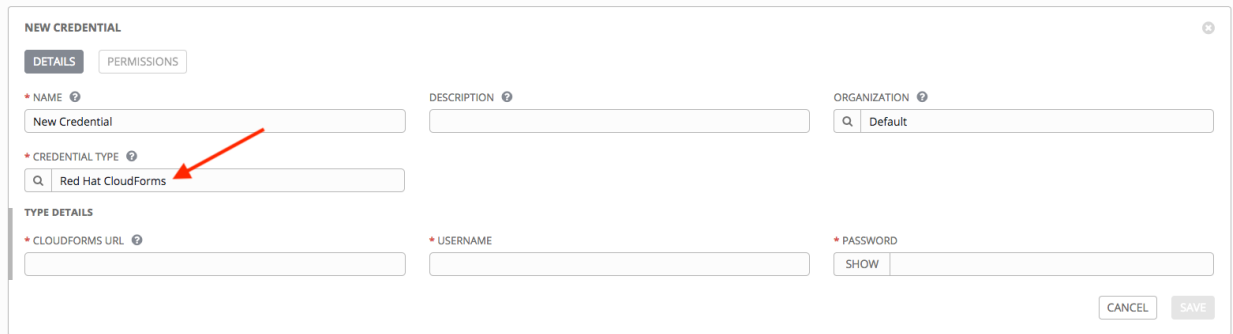 NEW CREDENTIAL
DETAILS PERMISSIONS
* NAME DESCRIPTION ORGANIZATION
New Credential Default
* CREDENTIAL TYPE
Red Hat CloudForms
TYPE DETAILS
* CLOUDFORMS URL * USERNAME * PASSWORD
SHOW
CANCEL SAVE